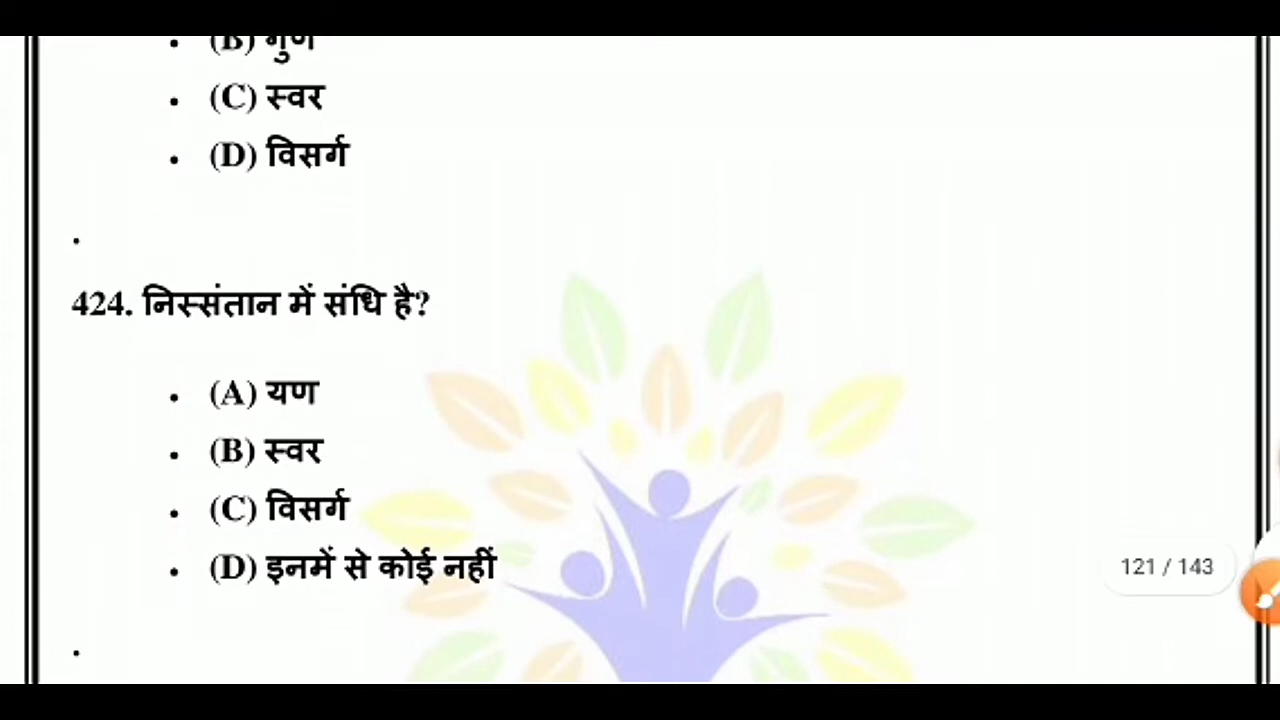 (B) गुण
(C) स्वर
(D) विसर्ग
.
424. निस्संतान में संधि है?
(A) यण
(B) स्वर
(C) विसर्ग
(D) इनमें से कोई नहीं
121 / 143
.